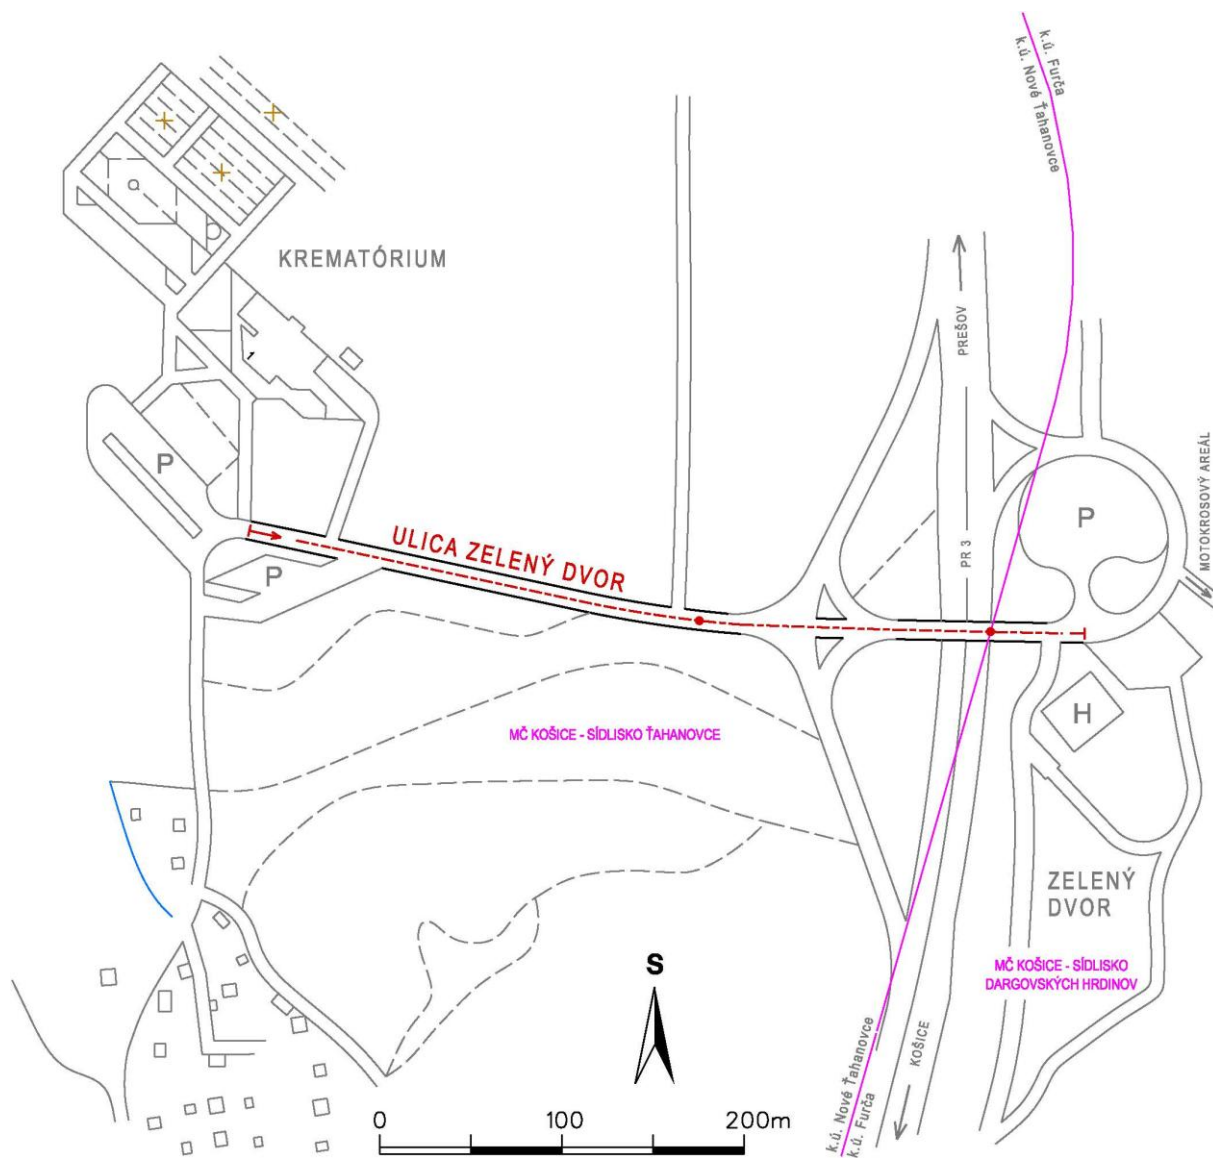 k.ú. Furča
k.ú. Nové Ťahanovce
KREMATÓRIUM
PREŠOV
1
P
P
MOTOKROSOVÝ AREÁL
ULICA ZELENÝ DVOR
PR 3
P
H
MČ KOŠICE - SÍDLISKO ŤAHANOVCE
ZELENÝ
DVOR
MČ KOŠICE - SÍDLISKO
DARGOVSKÝCH HRDINOV
S
KOŠICE
k.ú. Nové Ťahanovce
k.ú. Furča
0 100 200m